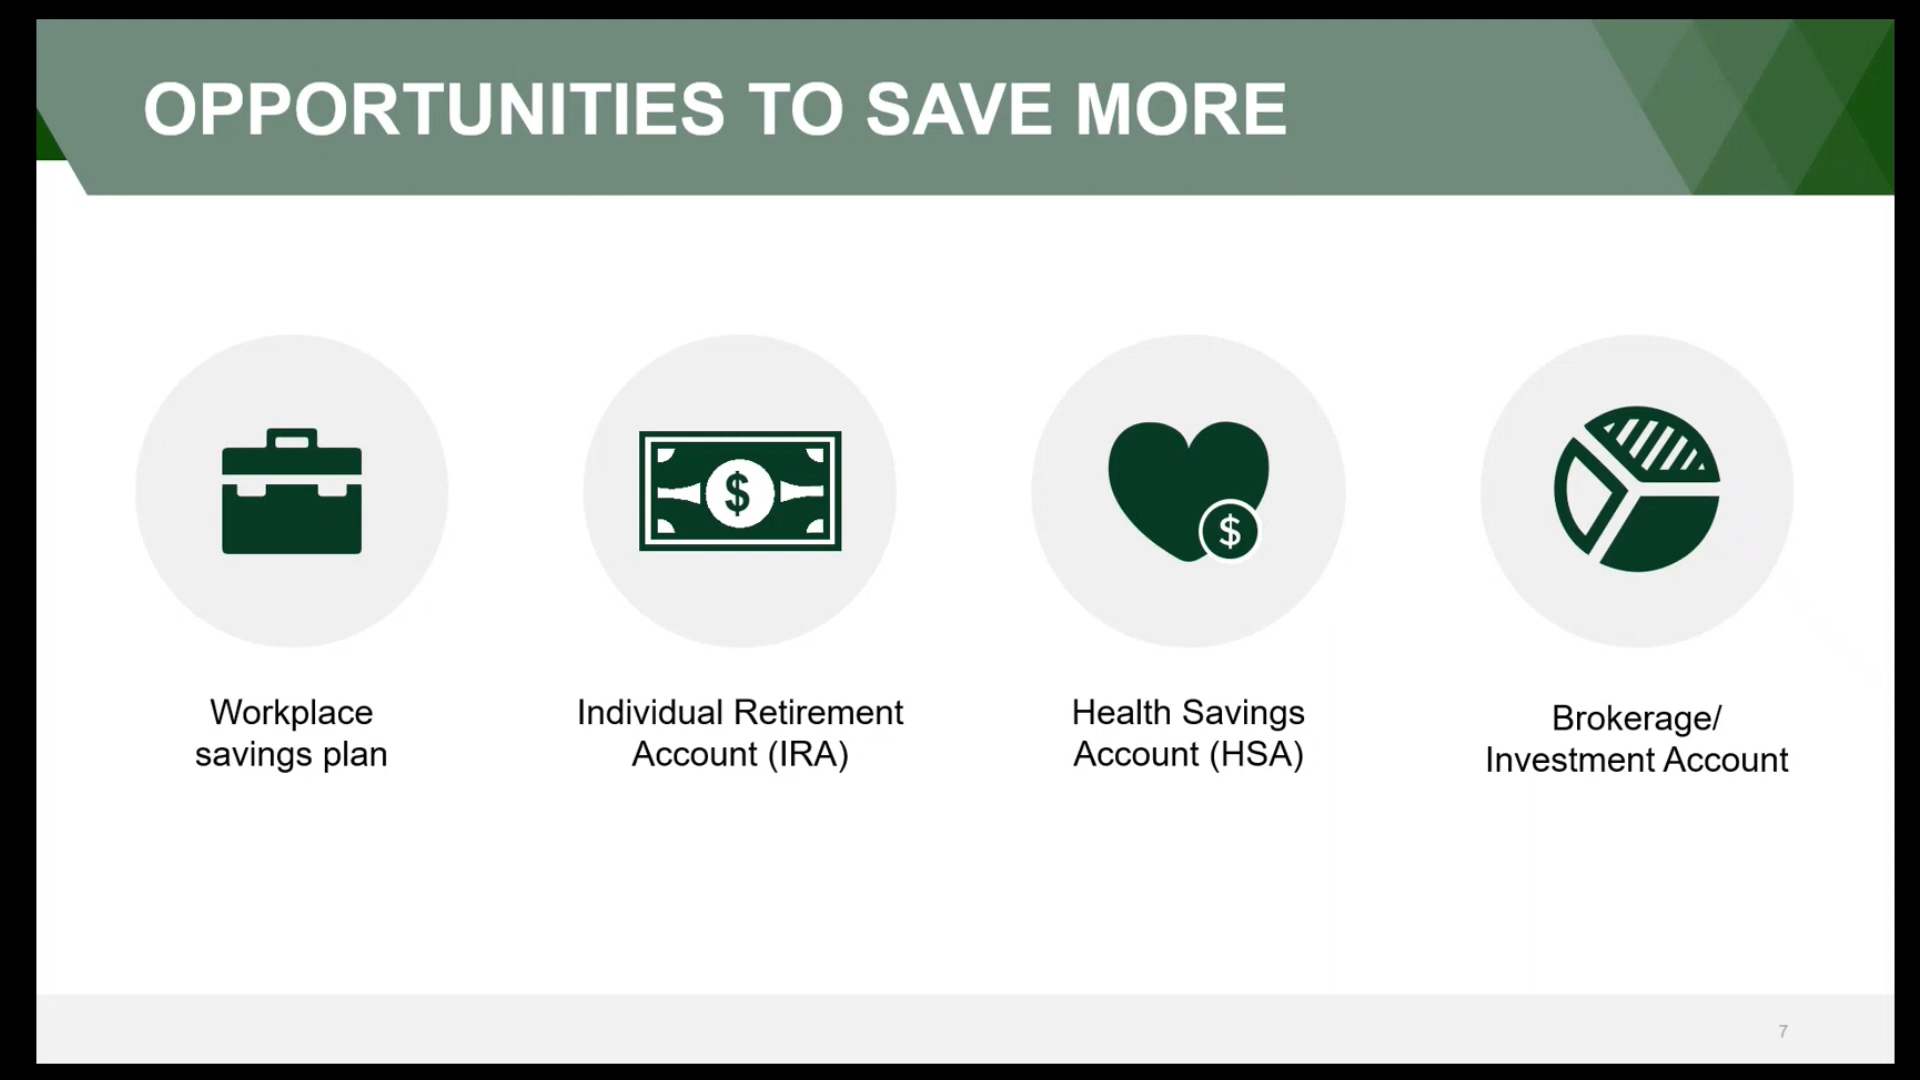 OPPORTUNITIES TO SAVE MORE
$
$
Workplace
savings plan
Individual Retirement
Account (IRA)
Health Savings
Account (HSA)
Brokerage/
Investment Account
7